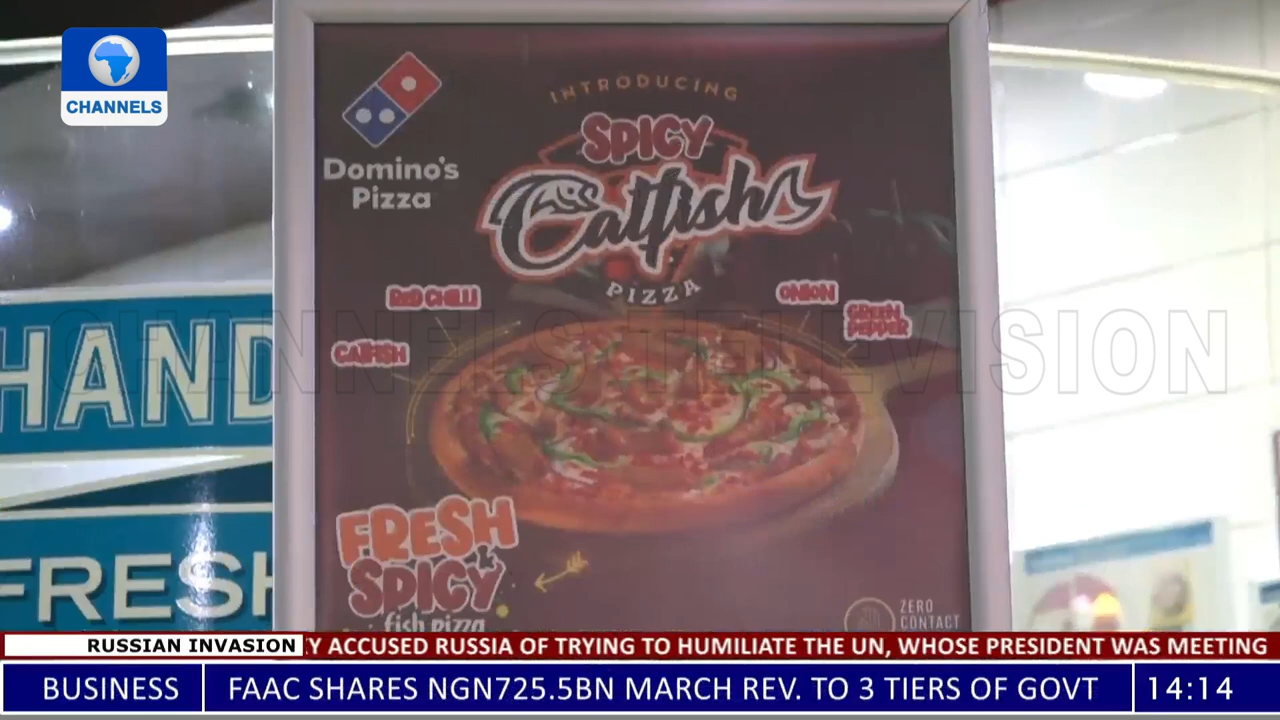 CHANNELS
Domino's
Pizza
INTRODUCING
SPICY
Catfish
PIZZA
RED CHILLI
CATFISH
ONION
GREEN
PEPPER
CHANNELS TELEVISION
HAND
FRESH
FRESH
SPICY
fish pizza
ZERO
CONTACT
RUSSIAN INVASION
Y ACCUSED RUSSIA OF TRYING TO HUMILIATE THE UN, WHOSE PRESIDENT WAS MEETING
BUSINESS
FAAC SHARES NGN725.5BN MARCH REV. TO 3 TIERS OF GOVT
14:14